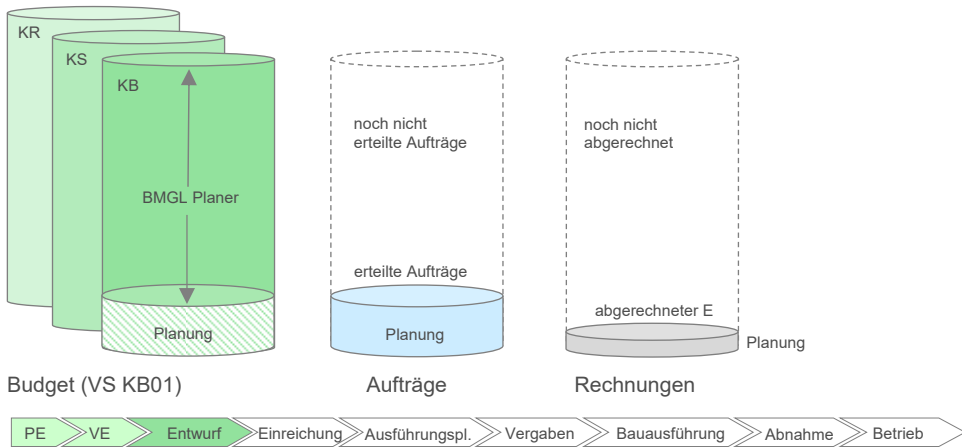 KR
KS
KB
BMGL Planer
Planung
noch nicht
erteilte Aufträge
erteilte Aufträge
Planung
noch nicht
abgerechnet
abgerechneter E
Planung
Budget (VS KB01)
Aufträge
Rechnungen
PE
VE
Entwurf
Einreichung
Ausführungspl.
Vergaben
Bauausführung
Abnahme
Betrieb